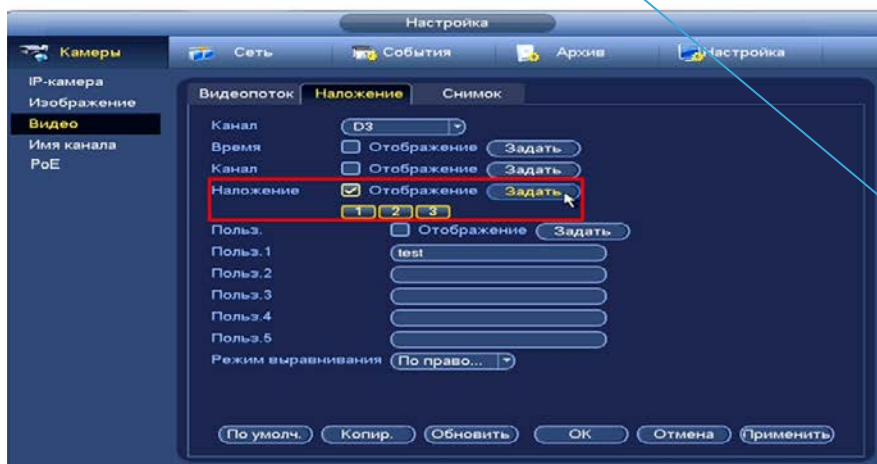 Настройка
Камеры Сеть События Архив Настройка
IP-камера
Изображение
Видео
Имя канала
PoE
Видеопоток Наложение Снимок
Канал D3
Время Отображение Задать
Канал Отображение Задать
Наложение Отображение Задать
1 2 3
Польз. Отображение Задать
Польз.1 test
Польз.2
Польз.3
Польз.4
Польз.5
Режим выравнивания По право...
По умолч. Копир. Обновить OK Отмена Применить